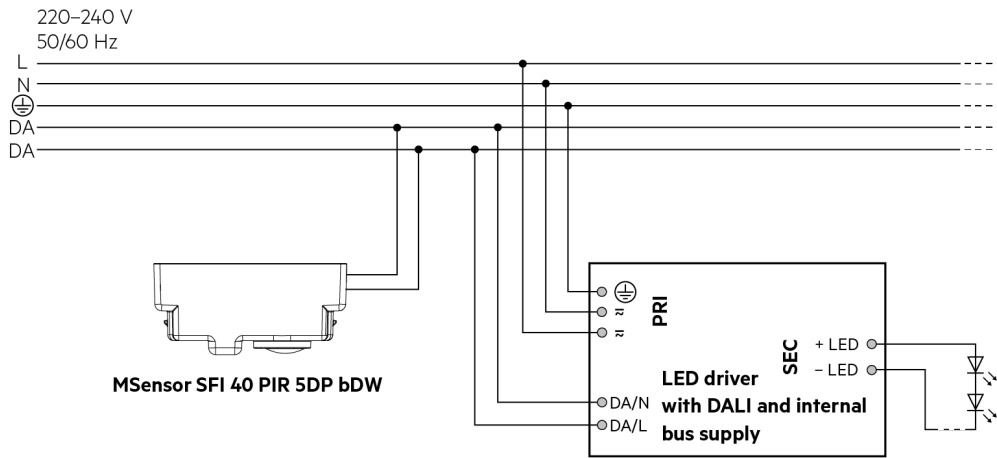 220–240 V
50/60 Hz
L
N
DA
DA
MSensor SFI 40 PIR 5DP bDW
PRI
≂
≂
SEC
+ LED
– LED
LED driver
with DALI and internal
bus supply
DA/N
DA/L